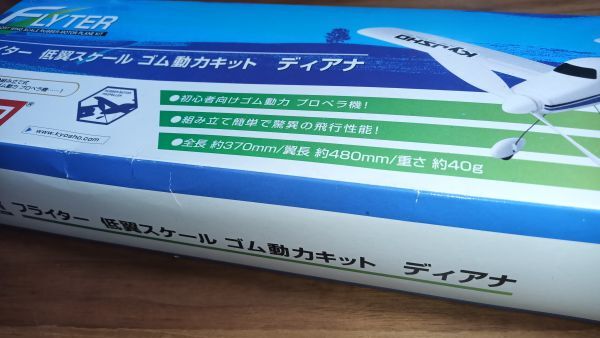 FLYTER
イター 低翼スケール ゴム動力キット ディアナ
KYOSHO
RUBBER-MOTOR
●初心者向けゴム動力 プロペラ機!
●組み立て簡単で驚異の飛行性能!
●全長 約370mm/翼長 約480mm/重さ 約40g
www.kyosho.com
フライター 低翼スケール ゴム動力キット ディアナ